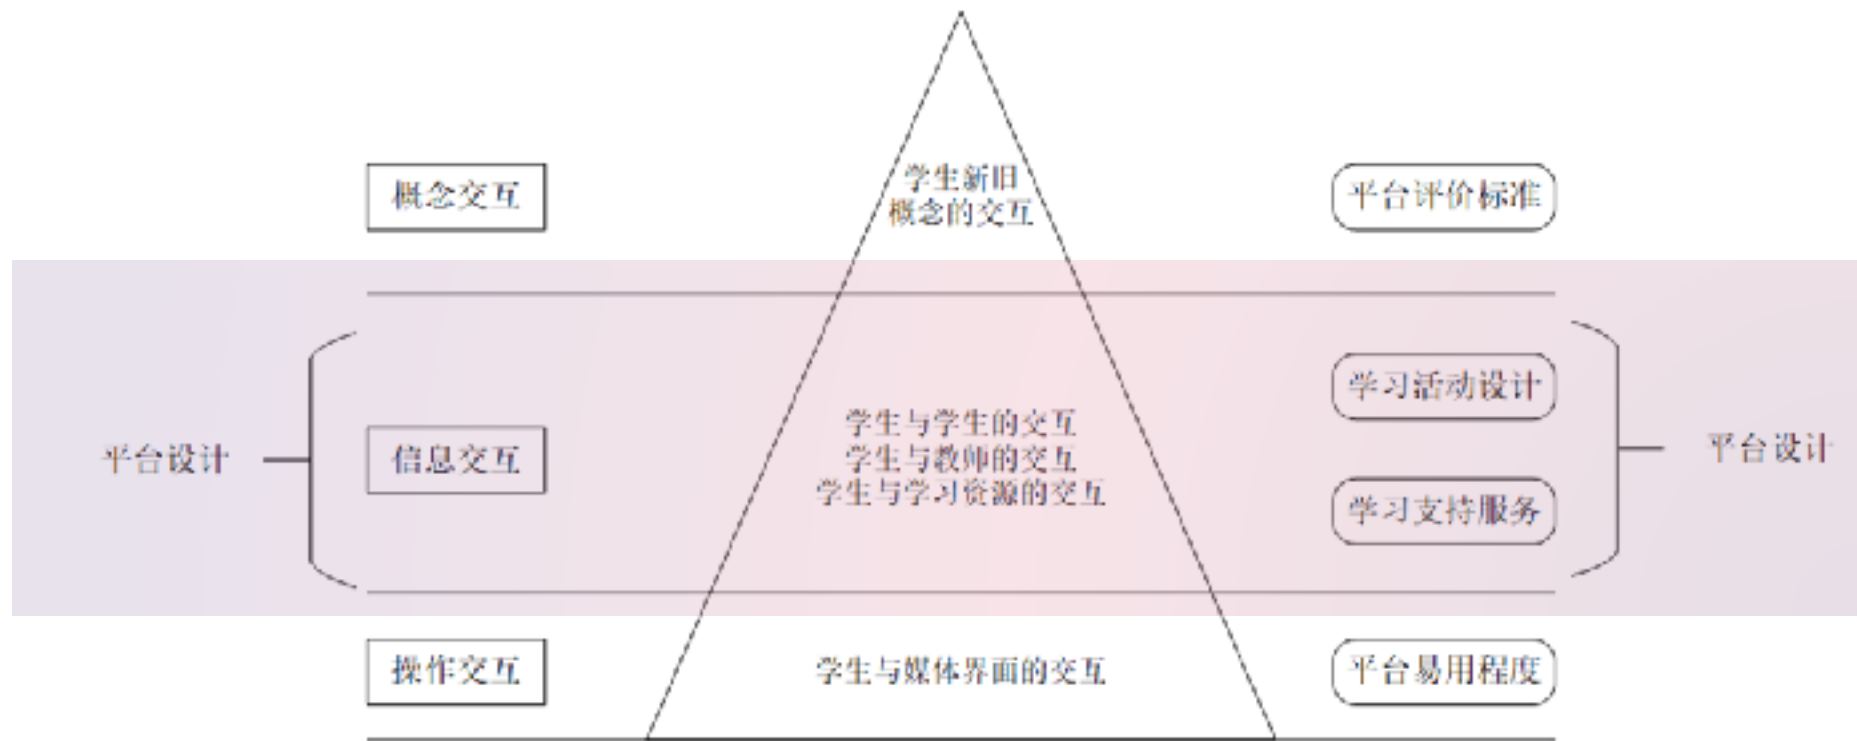 概念交互
学生新旧
概念的交互
平台评价标准
平台设计
信息交互
学生与学生的交互
学生与教师的交互
学生与学习资源的交互
学习活动设计
学习支持服务
平台设计
操作交互
学生与媒体界面的交互
平台易用程度